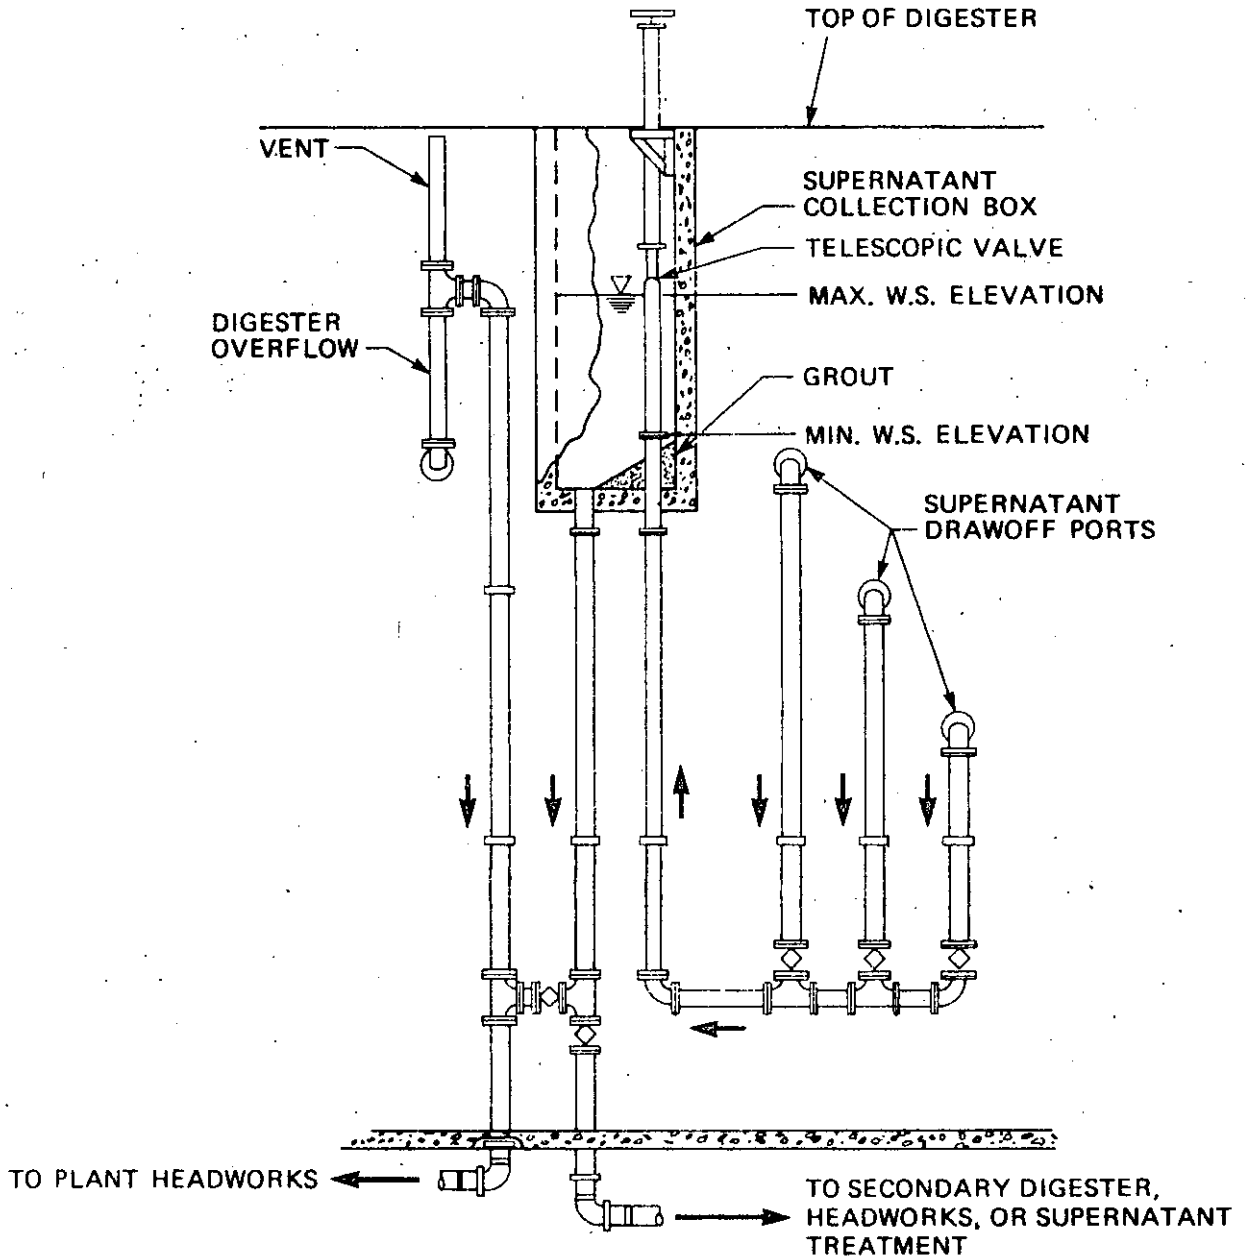 TOP OF DIGESTER
VENT
SUPERNATANT
COLLECTION BOX
TELESCOPIC VALVE
MAX. W.S. ELEVATION
DIGESTER
OVERFLOW
GROUT
MIN. W.S. ELEVATION
SUPERNATANT
DRAWOFF PORTS
TO PLANT HEADWORKS
TO SECONDARY DIGESTER,
HEADWORKS, OR SUPERNATANT
TREATMENT